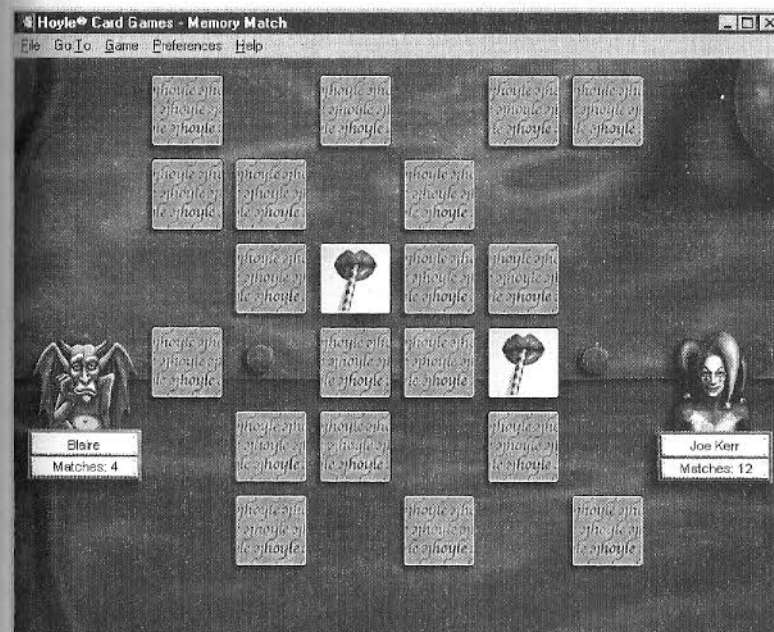 Hoyle® Card Games - Memory Match
File Go To Game Preferences Help
Blaire
Matches: 4
Joe Kerr
Matches: 12